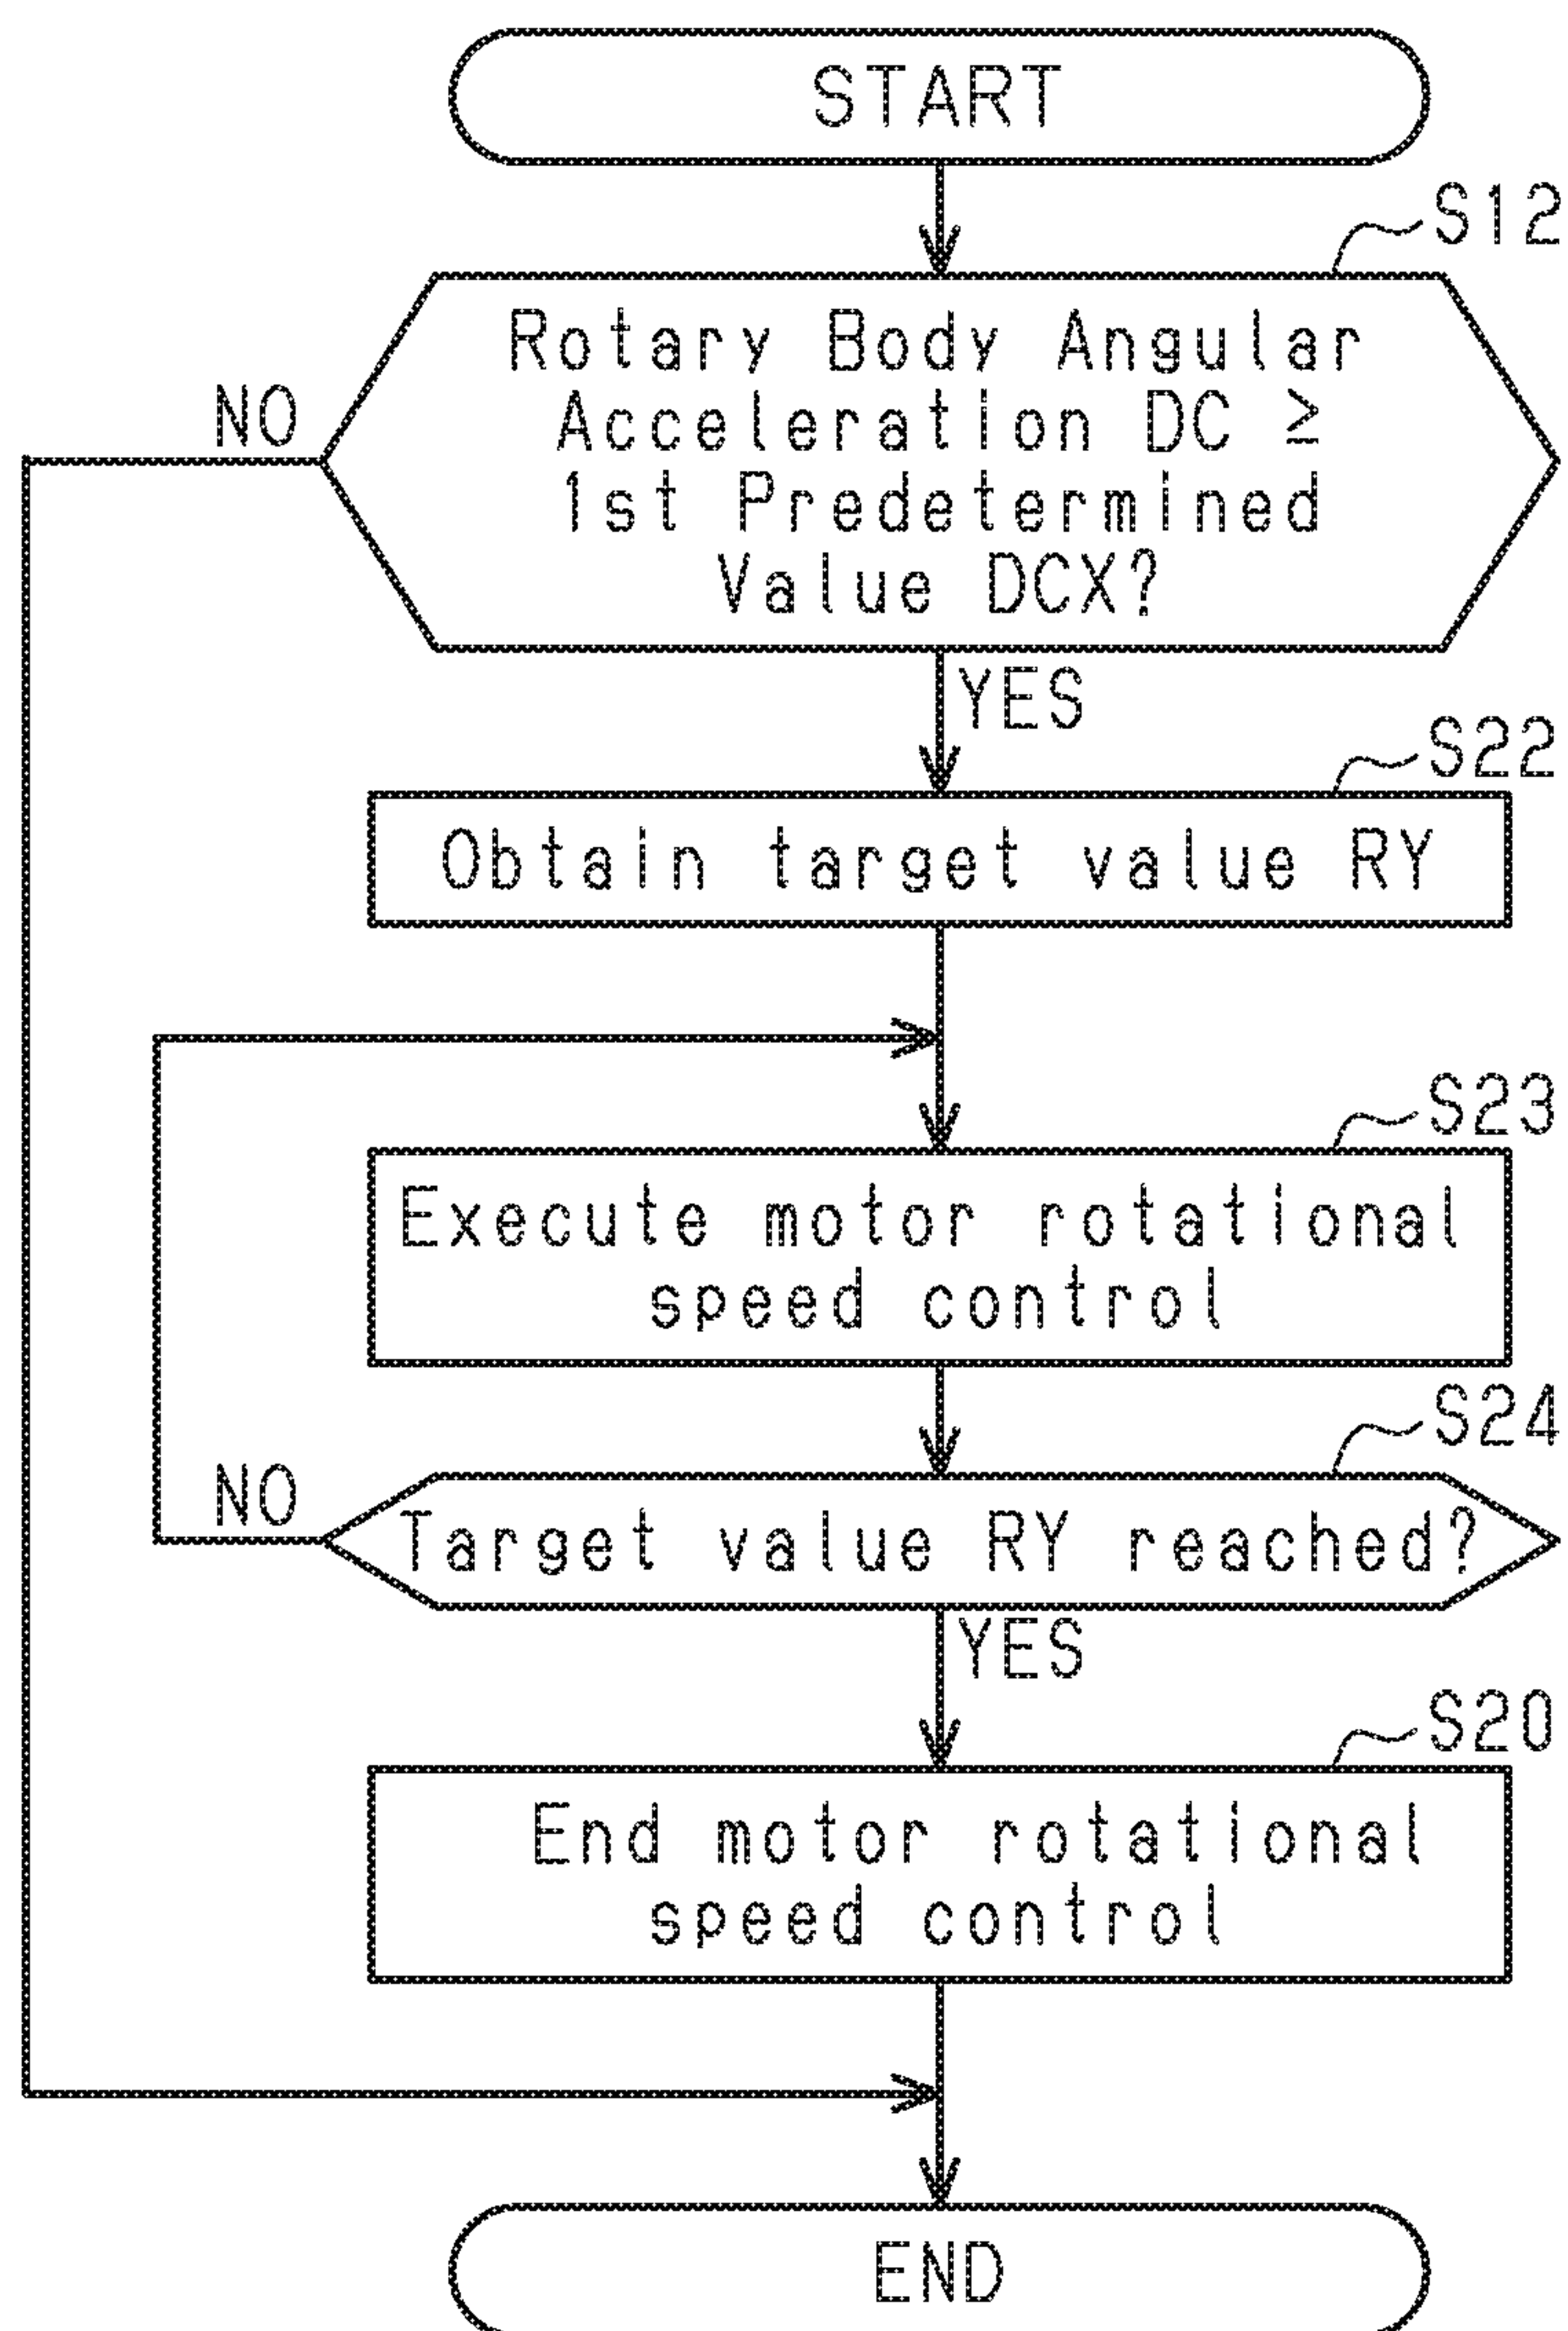 START
S12
Rotary Body Angular
Acceleration DC ≥
1st Predetermined
Value DCX?
NO
YES
S22
Obtain target value RY
S23
Execute motor rotational
speed control
S24
Target value RY reached?
NO
YES
S20
End motor rotational
speed control
END